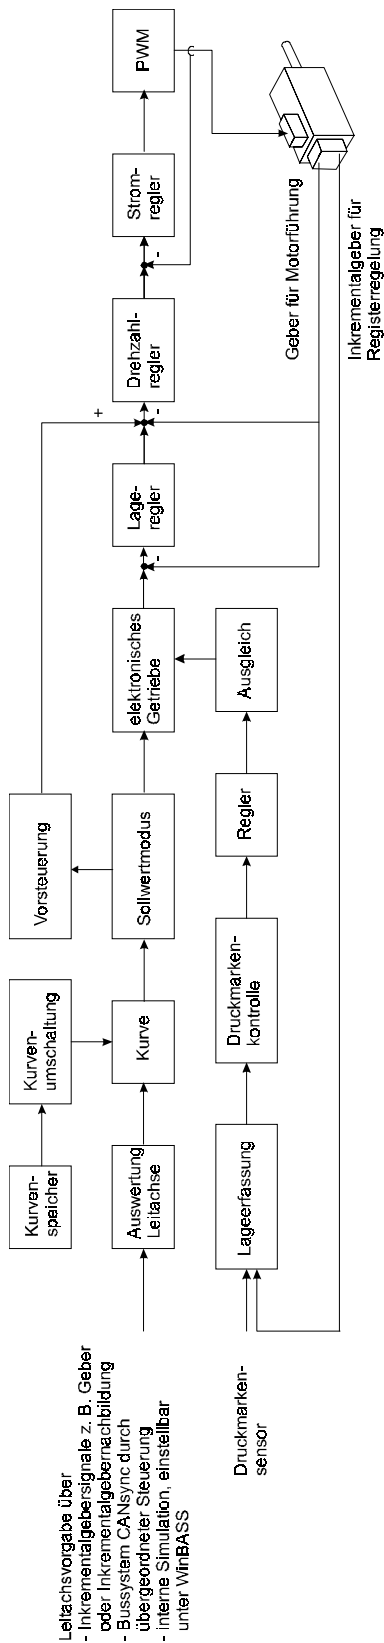 Leitachsvorgabe über
- Inkrementalgebersignale z. B. Geber
oder Inkrementalgebernachbildung
- Bussystem CANsync durch
übergeordneter Steuerung
- interne Simulation, einstellbar
unter WinBASS
Kurven-
speicher
Kurven-
umschaltung
Vorsteuerung
+
Auswertung
Leitachse
Kurve
Sollwertmodus
elektronisches
Getriebe
-
Lage-
regler
-
Drehzahl-
regler
-
Strom-
regler
PWM
Druckmarken-
sensor
Lageerfassung
Druckmarken-
kontrolle
Regler
Ausgleich
Geber für Motorführung
Inkrementalgeber für
Registerregelung